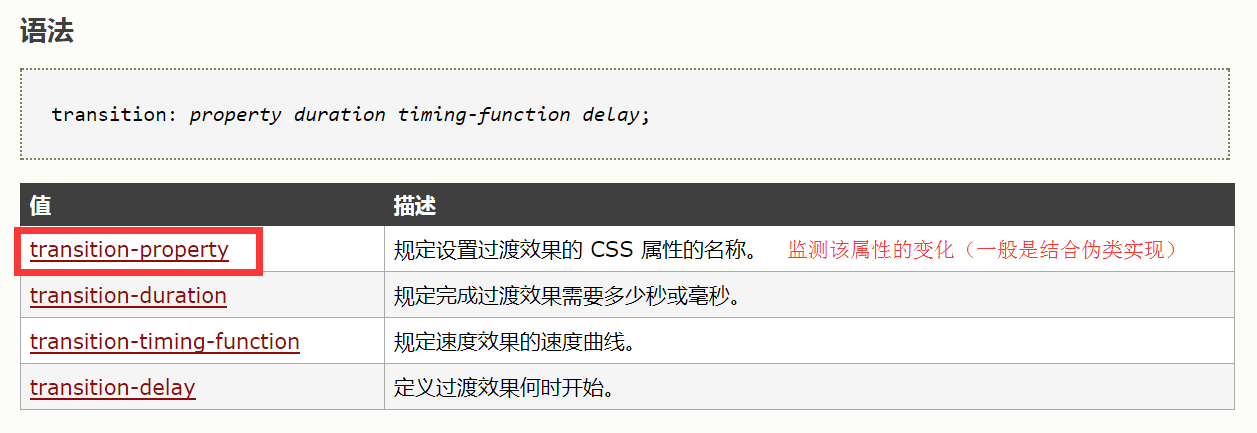 语法
transition: property duration timing-function delay;
值 描述
transition-property 规定设置过渡效果的 CSS 属性的名称。 监测该属性的变化（一般是结合伪类实现）
transition-duration 规定完成过渡效果需要多少秒或毫秒。
transition-timing-function 规定速度效果的速度曲线。
transition-delay 定义过渡效果何时开始。